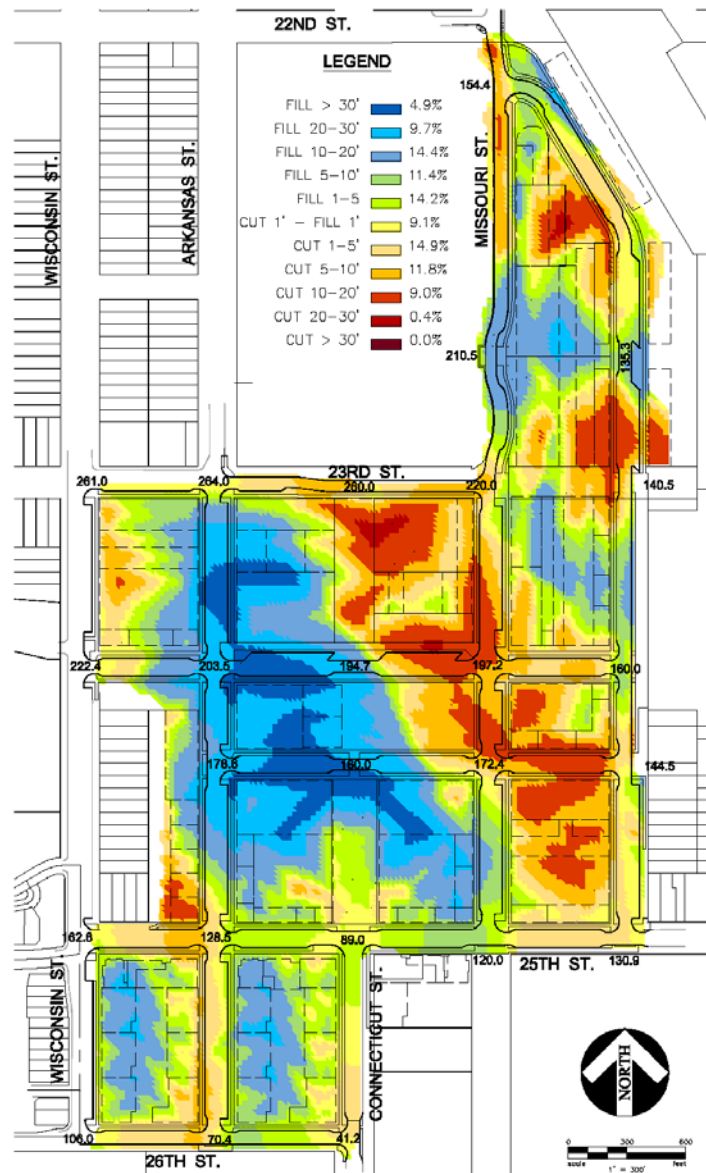 22ND ST.
LEGEND
FILL > 30' 4.9%
FILL 20-30' 9.7%
FILL 10-20' 14.4%
FILL 5-10' 11.4%
FILL 1-5 14.2%
CUT 1' - FILL 1' 9.1%
CUT 1-5' 14.9%
CUT 5-10' 11.8%
CUT 10-20' 9.0%
CUT 20-30' 0.4%
CUT > 30' 0.0%
154.4
WISCONSIN ST.
ARKANSAS ST.
MISSOURI ST.
210.5
135.3
23RD ST.
261.0
264.0
260.0
220.0
140.5
222.4
203.5
194.7
197.2
160.0
178.6
160.0
172.4
144.5
162.6
128.5
89.0
120.0
130.9
25TH ST.
WISCONSIN ST.
CONNECTICUT ST.
NORTH
106.0
70.4
41.2
26TH ST.
0 300 600
scale 1" = 300' feet